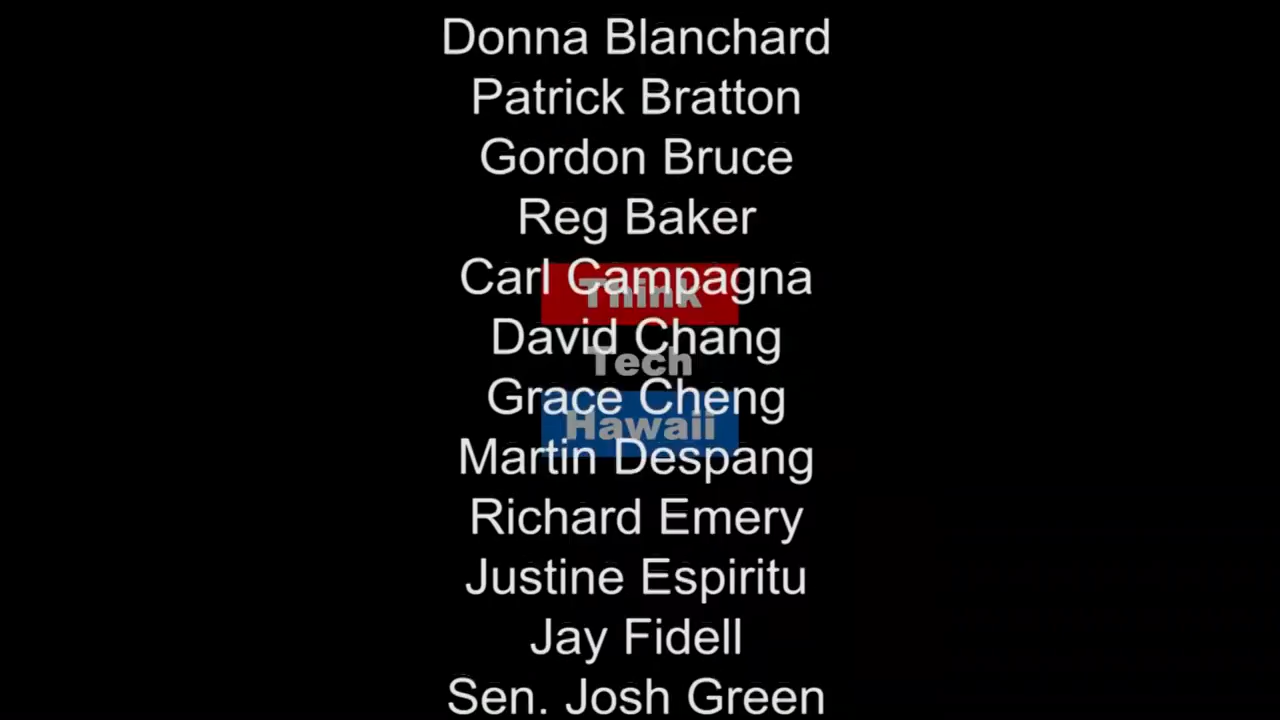 Donna Blanchard
Patrick Bratton
Gordon Bruce
Reg Baker
Carl Campagna
Think
David Chang
Tech
Grace Cheng
Hawaii
Martin Despang
Richard Emery
Justine Espiritu
Jay Fidell
Sen. Josh Green